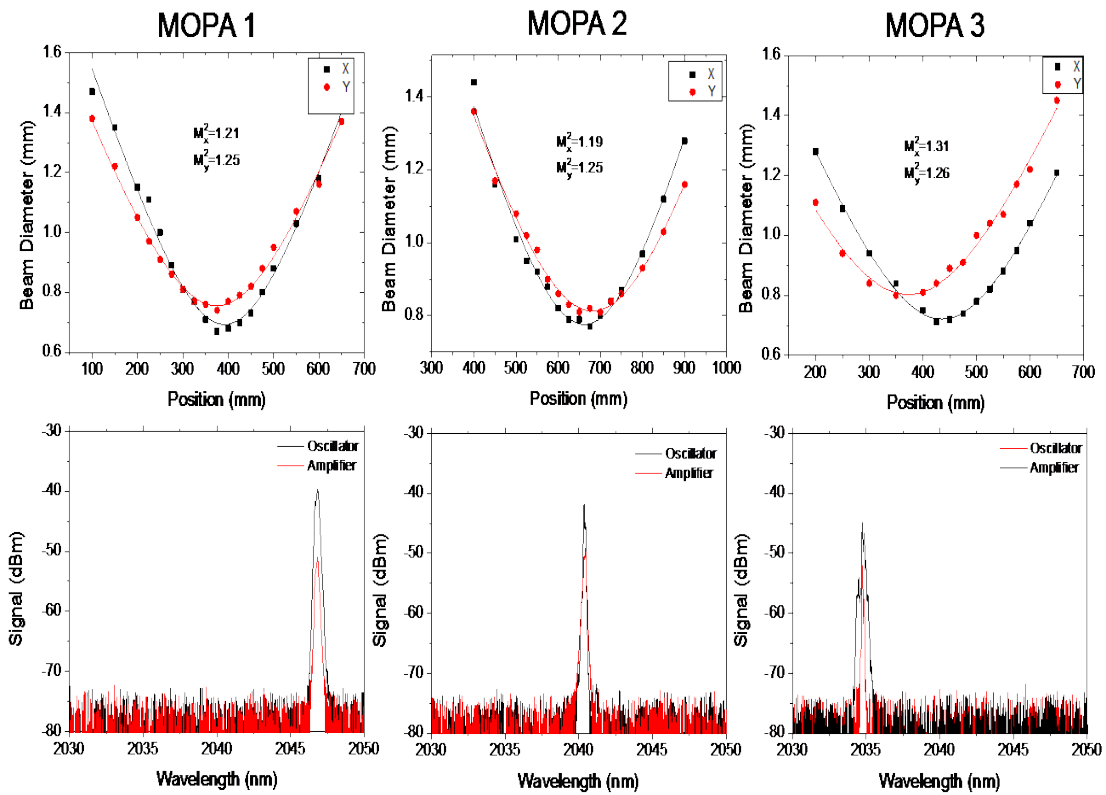 MOPA 1
MOPA 2
MOPA 3
1.6
1.4
1.2
1.0
0.8
0.6
Beam Diameter (mm)
X
Y
M²x=1.21
M²y=1.25
100 200 300 400 500 600 700
Position (mm)
1.4
1.2
1.0
0.8
0.6
Beam Diameter (mm)
X
Y
M²x=1.19
M²y=1.25
300 400 500 600 700 800 900 1000
Position (mm)
1.6
1.4
1.2
1.0
0.8
0.6
Beam Diameter (mm)
X
Y
M²x=1.31
M²y=1.26
200 300 400 500 600 700
Position (mm)
-30
-40
-50
-60
-70
-80
Signal (dBm)
Oscillator
Amplifier
2030 2035 2040 2045 2050
Wavelength (nm)
-30
-40
-50
-60
-70
-80
Signal (dBm)
Oscillator
Amplifier
2030 2035 2040 2045 2050
Wavelength (nm)
-30
-40
-50
-60
-70
-80
Signal (dBm)
Oscillator
Amplifier
2030 2035 2040 2045 2050
Wavelength (nm)